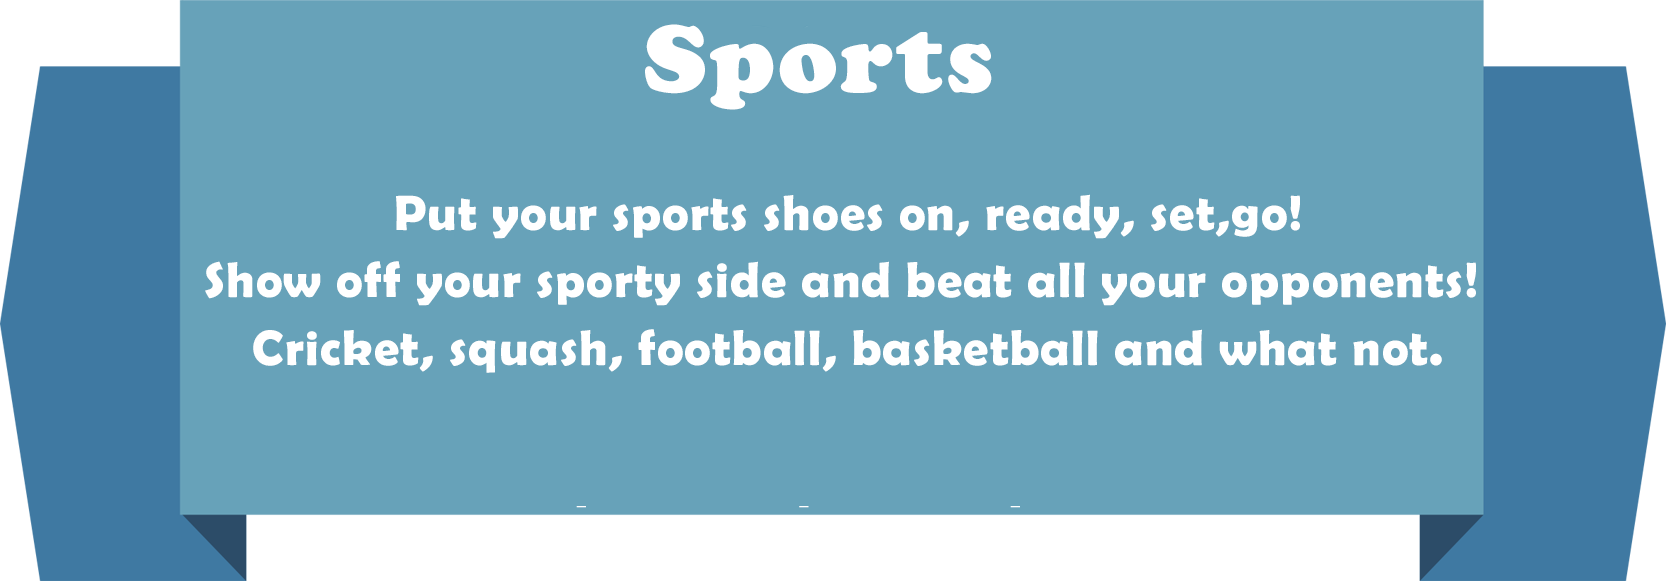 Sports
Put your sports shoes on, ready, set,go!
Show off your sporty side and beat all your opponents!
Cricket, squash, football, basketball and what not.